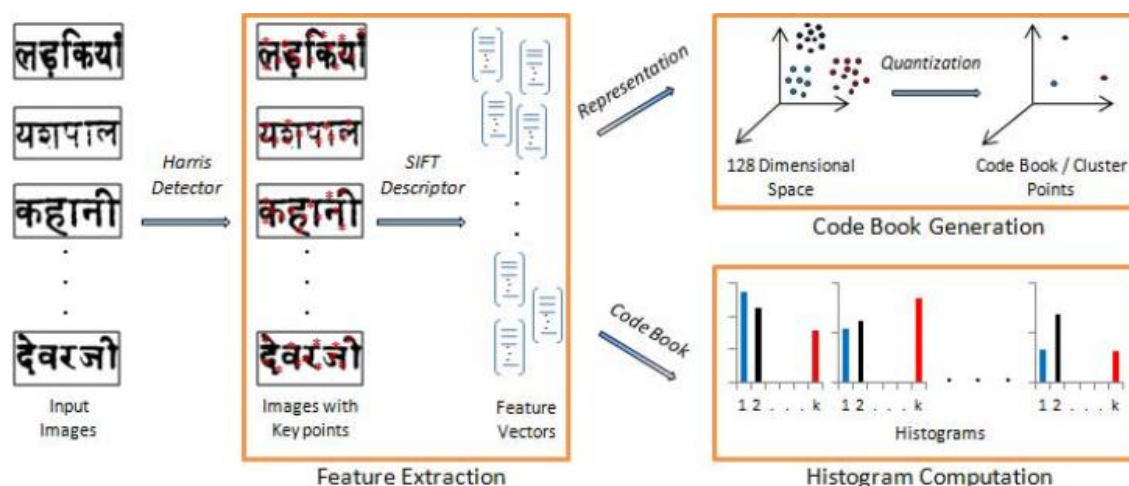 लड़कियाँ
यशपाल
कहानी
देवरजी
Input
Images
Harris
Detector
लड़कियाँ
यशपाल
कहानी
देवरजी
Images with
Key points
SIFT
Descriptor
Feature
Vectors
Feature Extraction
Representation
Quantization
128 Dimensional
Space
Code Book / Cluster
Points
Code Book Generation
Code Book
1 2 . . . k
1 2 . . . k
. . . .
1 2 . . . k
Histograms
Histogram Computation